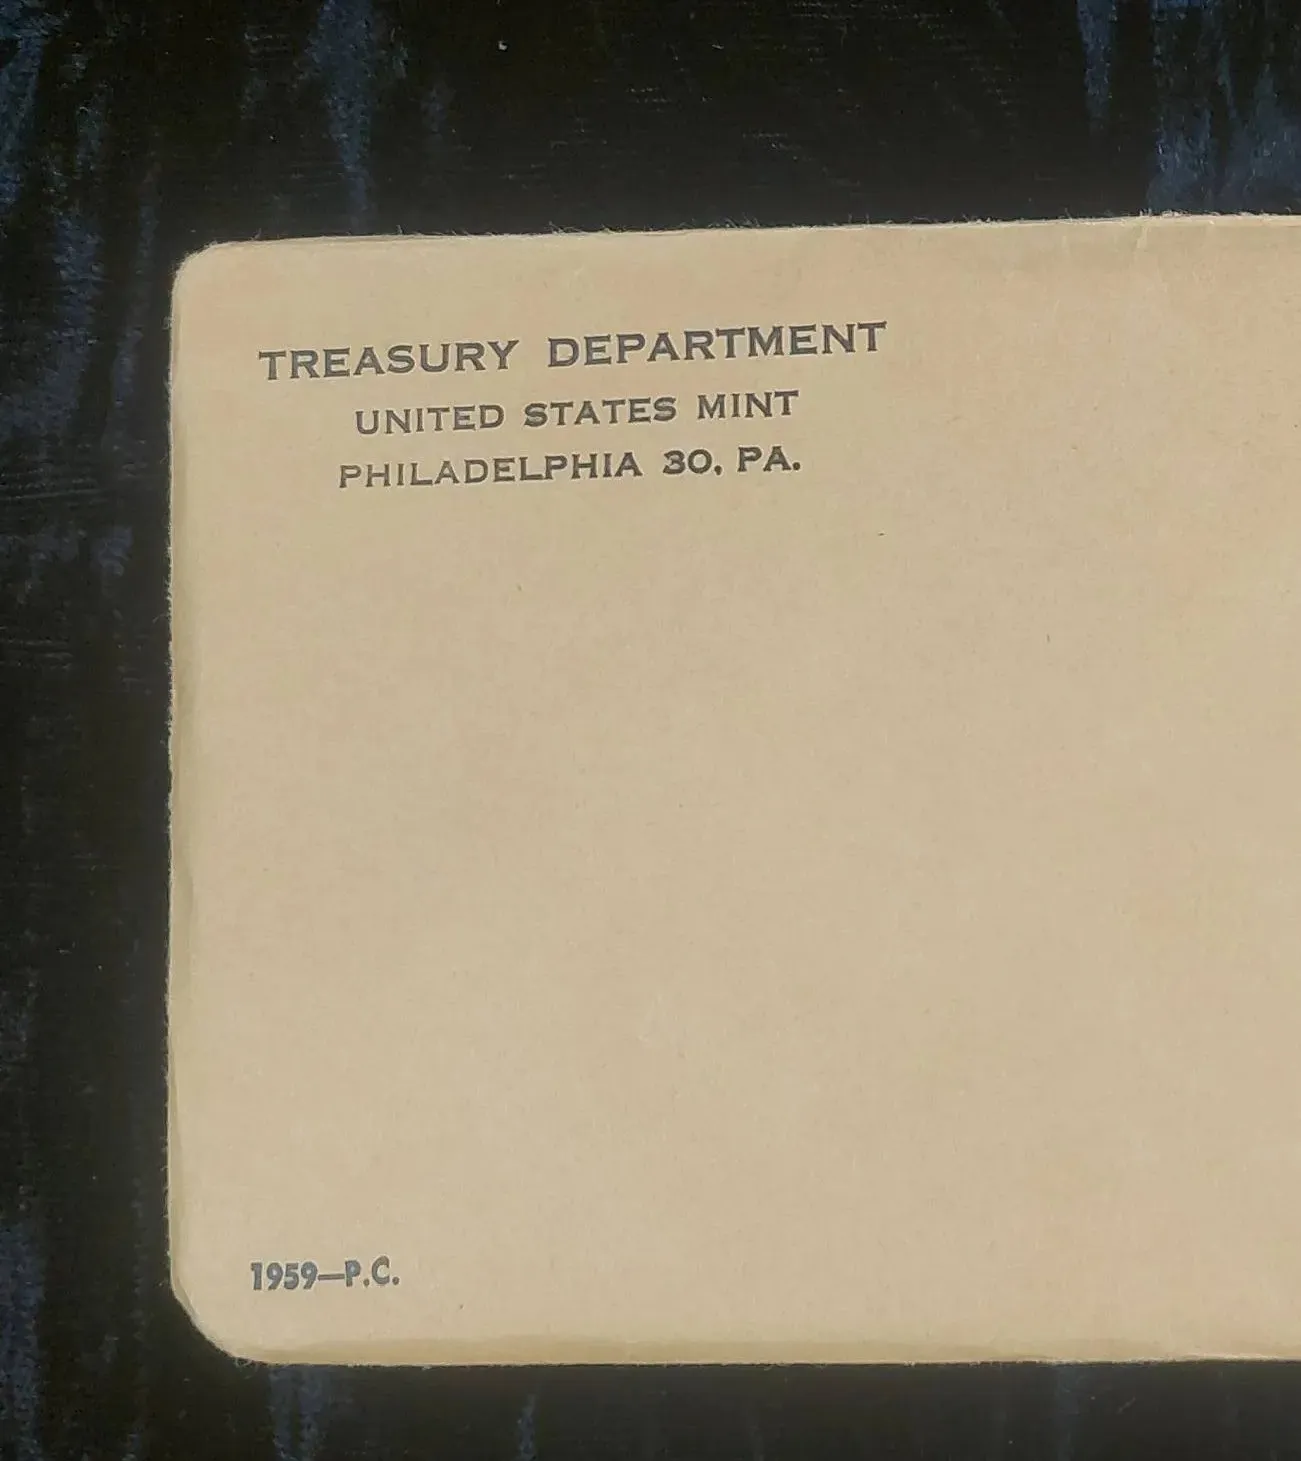 TREASURY DEPARTMENT
UNITED STATES MINT
PHILADELPHIA 30, PA.
1959—P.C.